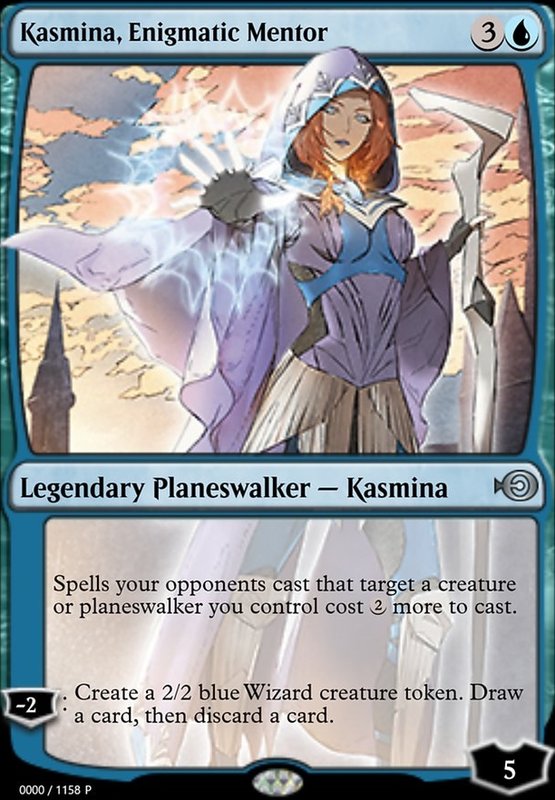 Kasmina, Enigmatic Mentor 3
Legendary Planeswalker — Kasmina
Spells your opponents cast that target a creature
or planeswalker you control cost 2 more to cast.
-2 : Create a 2/2 blue Wizard creature token. Draw
a card, then discard a card.
5
0000 / 1158 P